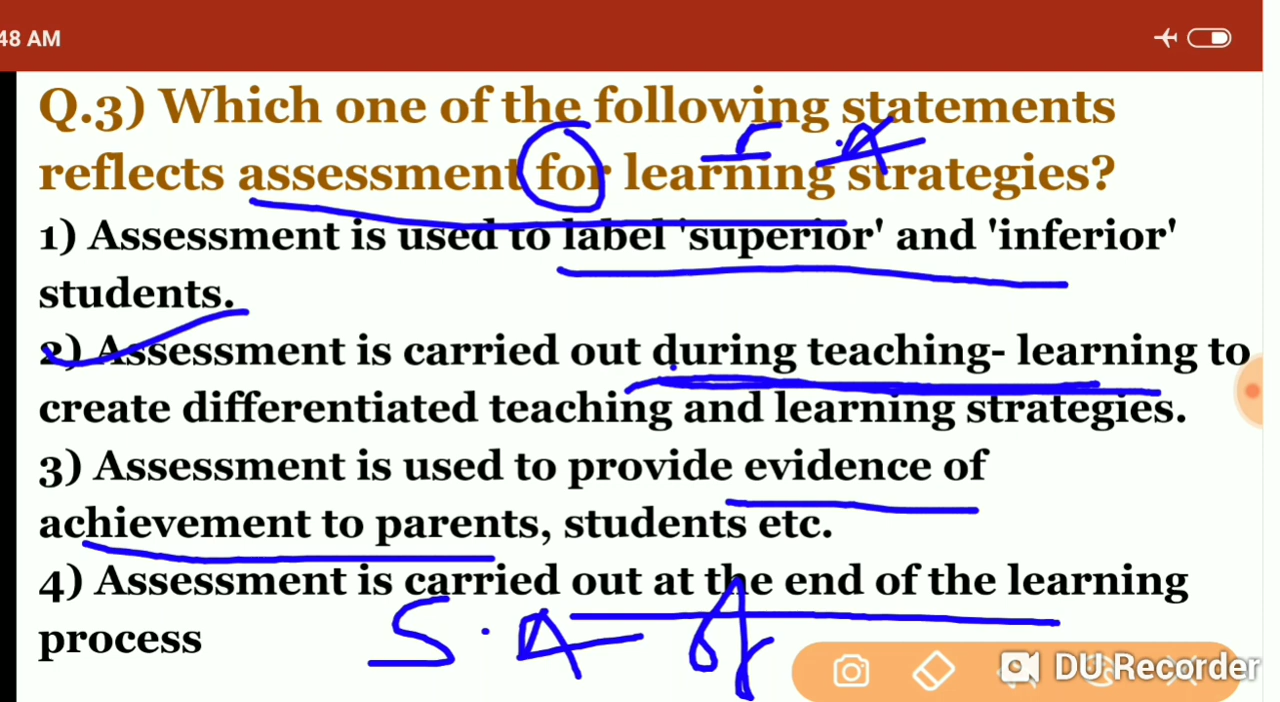 48 AM
Q.3) Which one of the following statements
F.A
reflects assessment for learning strategies?
1) Assessment is used to label 'superior' and 'inferior'
students.
2) Assessment is carried out during teaching- learning to
create differentiated teaching and learning strategies.
3) Assessment is used to provide evidence of
achievement to parents, students etc.
4) Assessment is carried out at the end of the learning
process
S.A of
DU Recorder